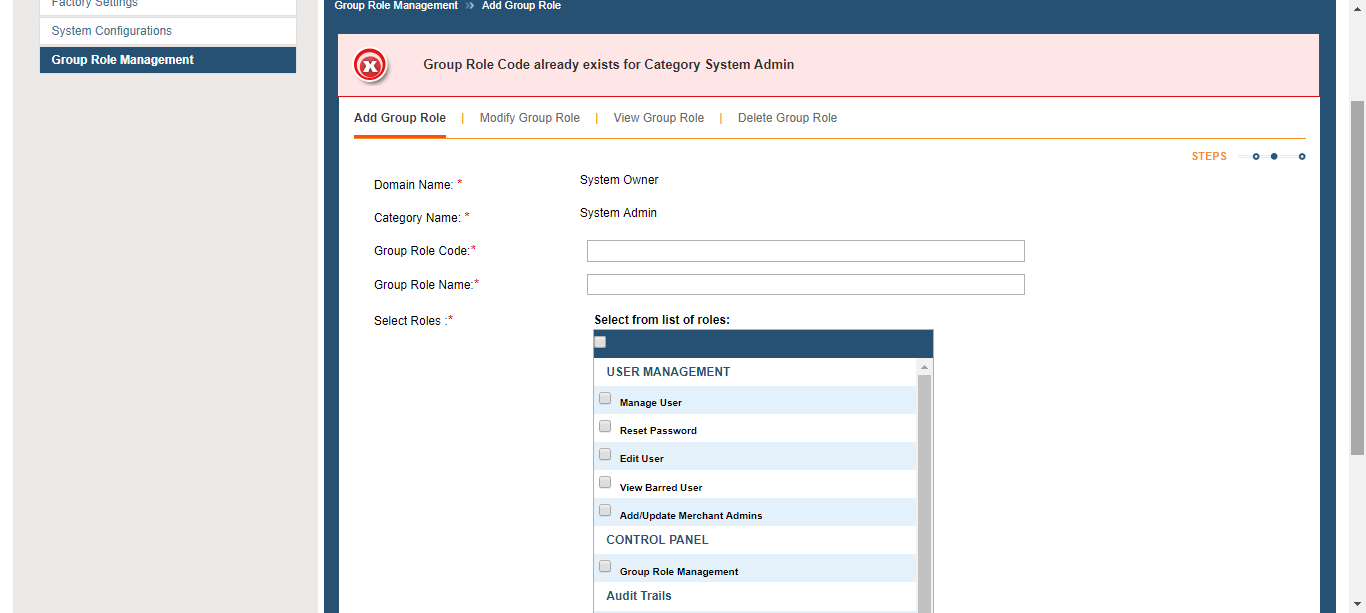 Factory Settings
System Configurations
Group Role Management
Group Role Management » Add Group Role
Group Role Code already exists for Category System Admin
Add Group Role | Modify Group Role | View Group Role | Delete Group Role
STEPS
Domain Name: * System Owner
Category Name: * System Admin
Group Role Code:*
Group Role Name:*
Select Roles :* Select from list of roles:
USER MANAGEMENT
Manage User
Reset Password
Edit User
View Barred User
Add/Update Merchant Admins
CONTROL PANEL
Group Role Management
Audit Trails